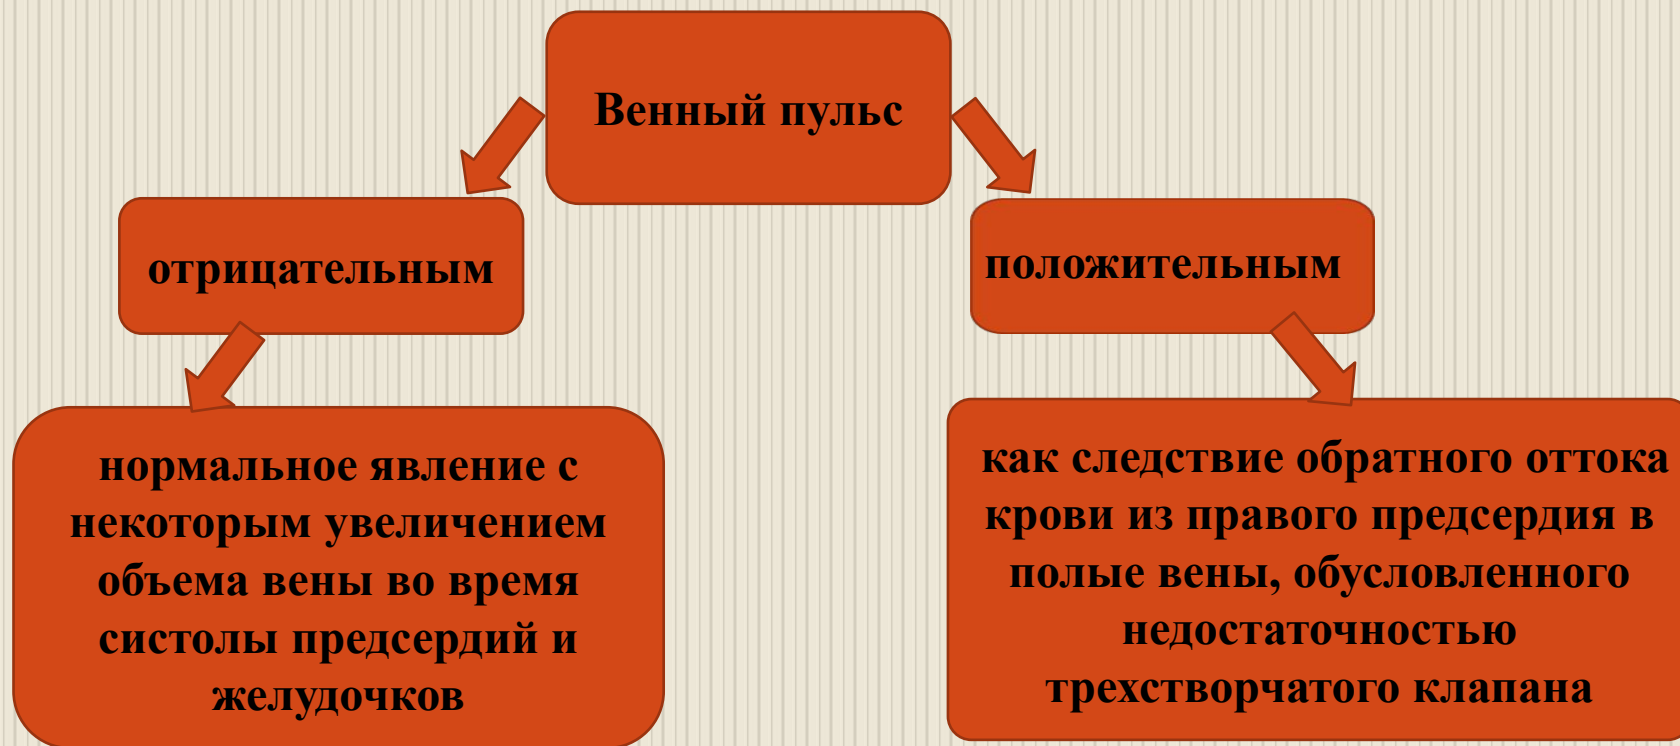 Венный пульс
отрицательным
положительным
нормальное явление с
некоторым увеличением
объема вены во время
систолы предсердий и
желудочков
как следствие обратного оттока
крови из правого предсердия в
полые вены, обусловленного
недостаточностью
трехстворчатого клапана